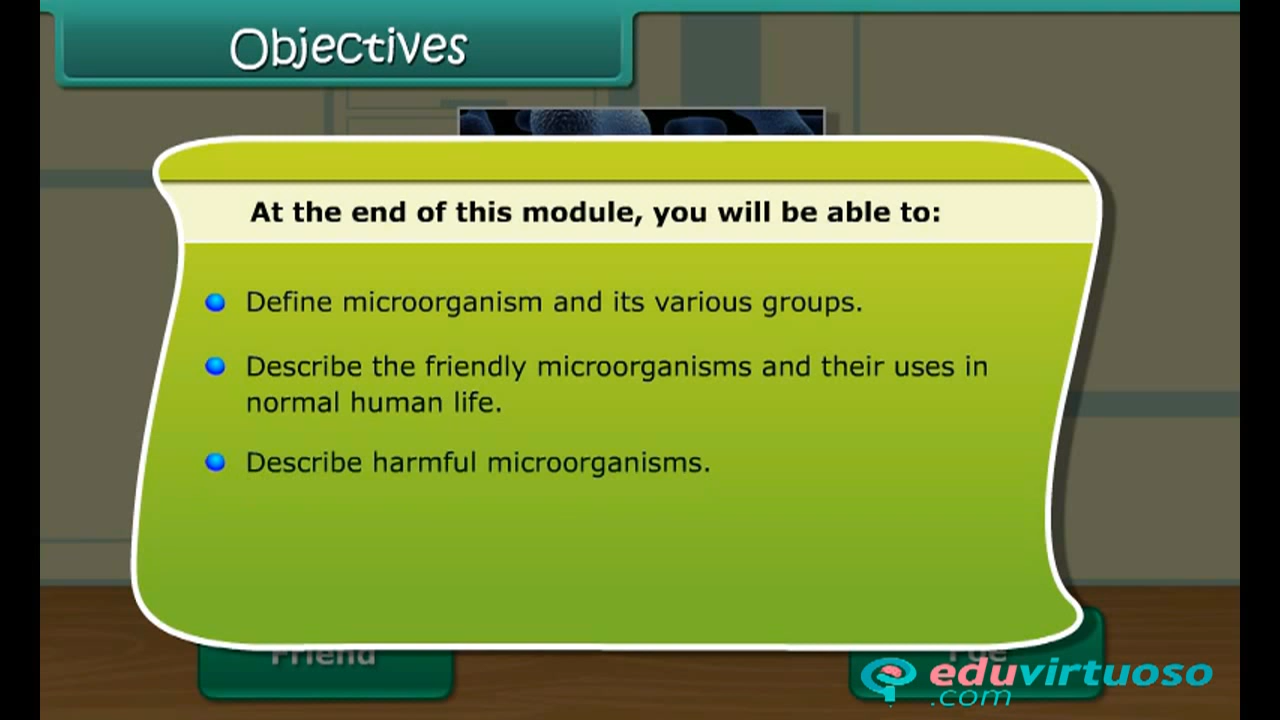 Objectives
At the end of this module, you will be able to:
Define microorganism and its various groups.
Describe the friendly microorganisms and their uses in
normal human life.
Describe harmful microorganisms.
Friend
eduvirtuoso
.com